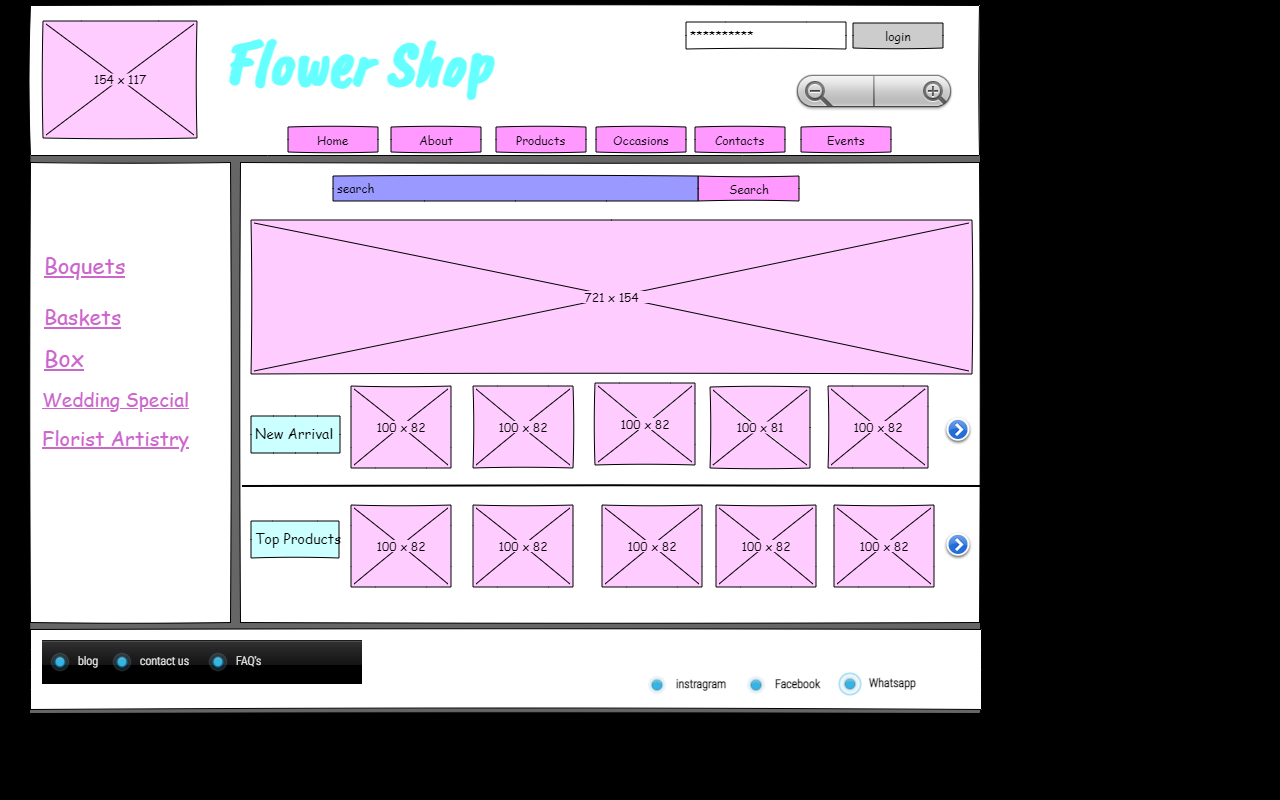 **********
login
154 x 117
Flower Shop
Home
About
Products
Occasions
Contacts
Events
search
Search
Boquets
Baskets
Box
Wedding Special
Florist Artistry
721 x 154
New Arrival
100 x 82
100 x 82
100 x 82
100 x 81
100 x 82
Top Products
100 x 82
100 x 82
100 x 82
100 x 82
100 x 82
blog
contact us
FAQ's
instragram
Facebook
Whatsapp